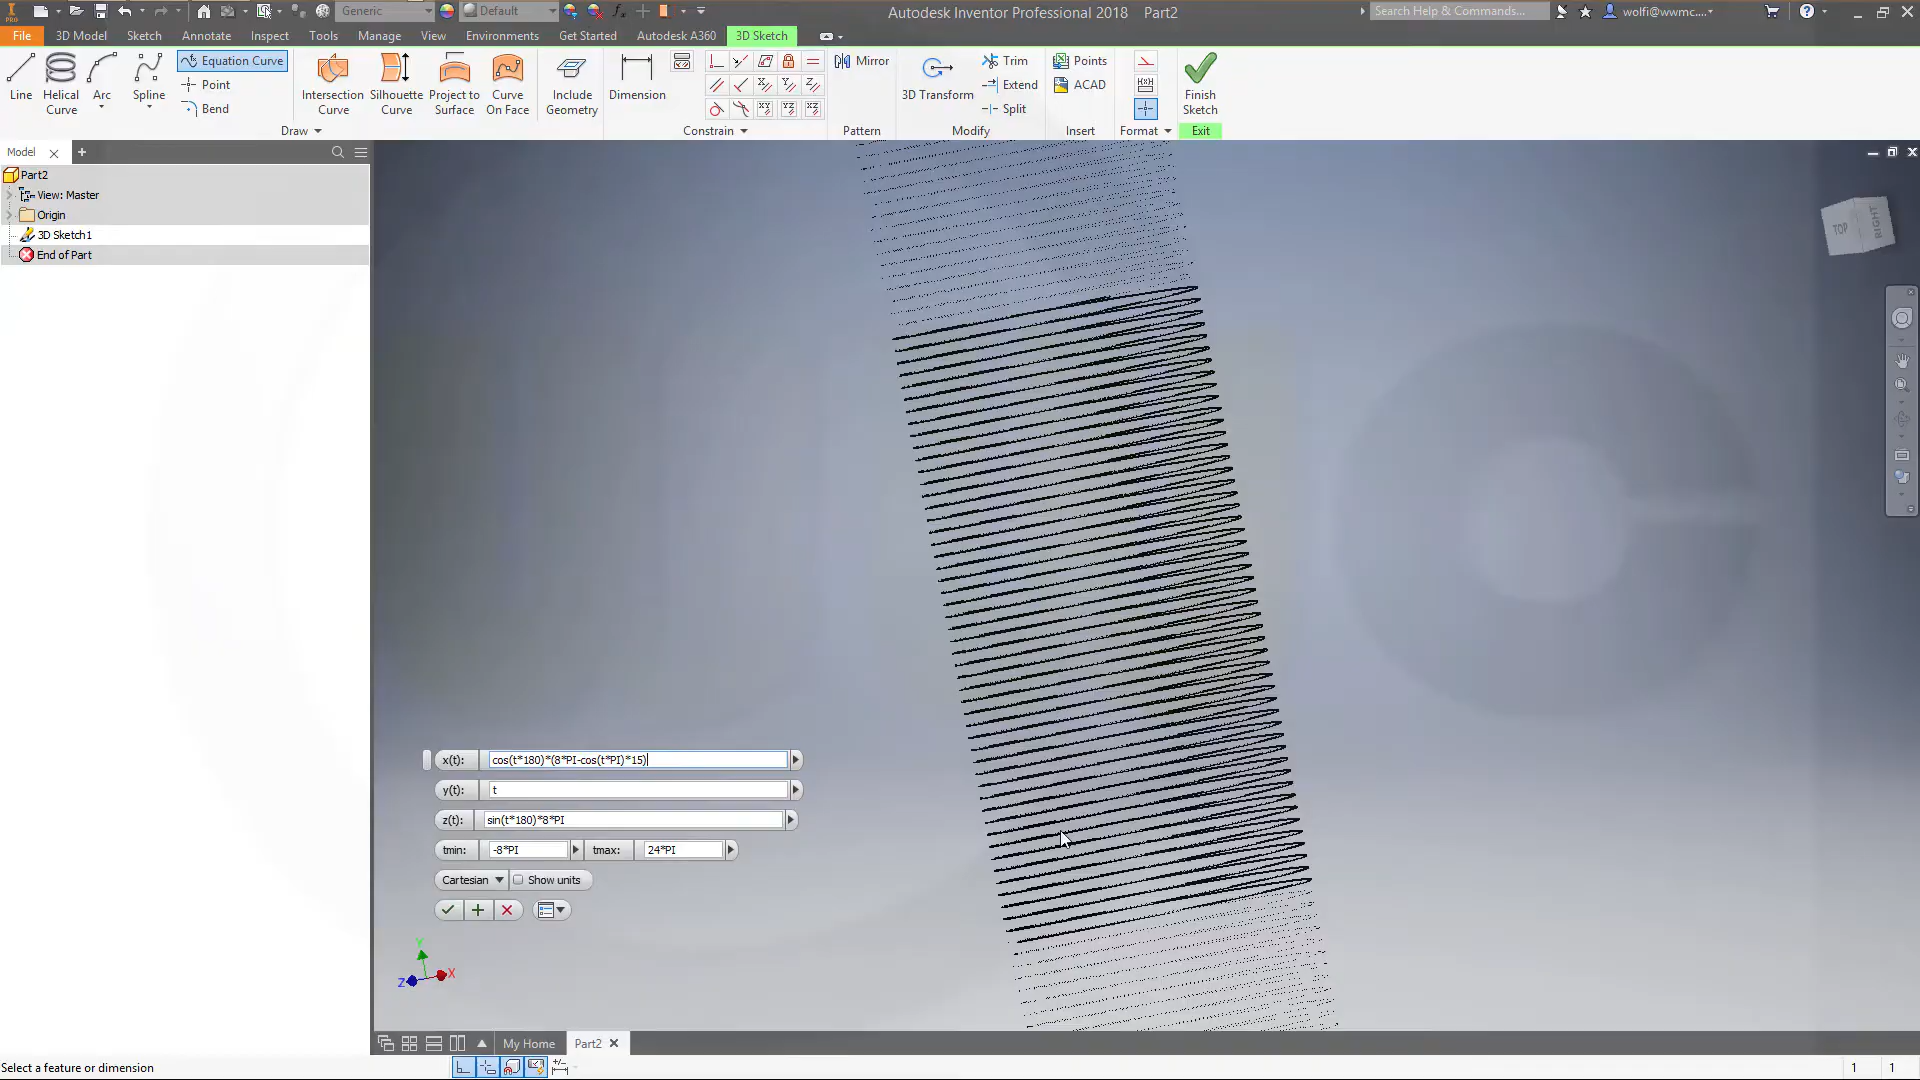 Generic
Default
Autodesk Inventor Professional 2018 Part2
Search Help & Commands...
wolfi@wwmc....
PRO
File
3D Model
Sketch
Annotate
Inspect
Tools
Manage
View
Environments
Get Started
Autodesk A360
3D Sketch
Line
Helical Curve
Arc
Spline
Equation Curve
Point
Bend
Intersection Curve
Silhouette Curve
Project to Surface
Curve On Face
Include Geometry
Dimension
Mirror
3D Transform
Trim
Extend
Split
Points
ACAD
Finish Sketch
Draw
Constrain
Pattern
Modify
Insert
Format
Exit
Model
Part2
View: Master
Origin
3D Sketch1
End of Part
TOP
RIGHT
x(t): cos(t*180)*(8*PI-cos(t*PI)*15)
y(t): t
z(t): sin(t*180)*8*PI
tmin: -8*PI tmax: 24*PI
Cartesian Show units
Y
Z
X
My Home
Part2
Select a feature or dimension
1 1